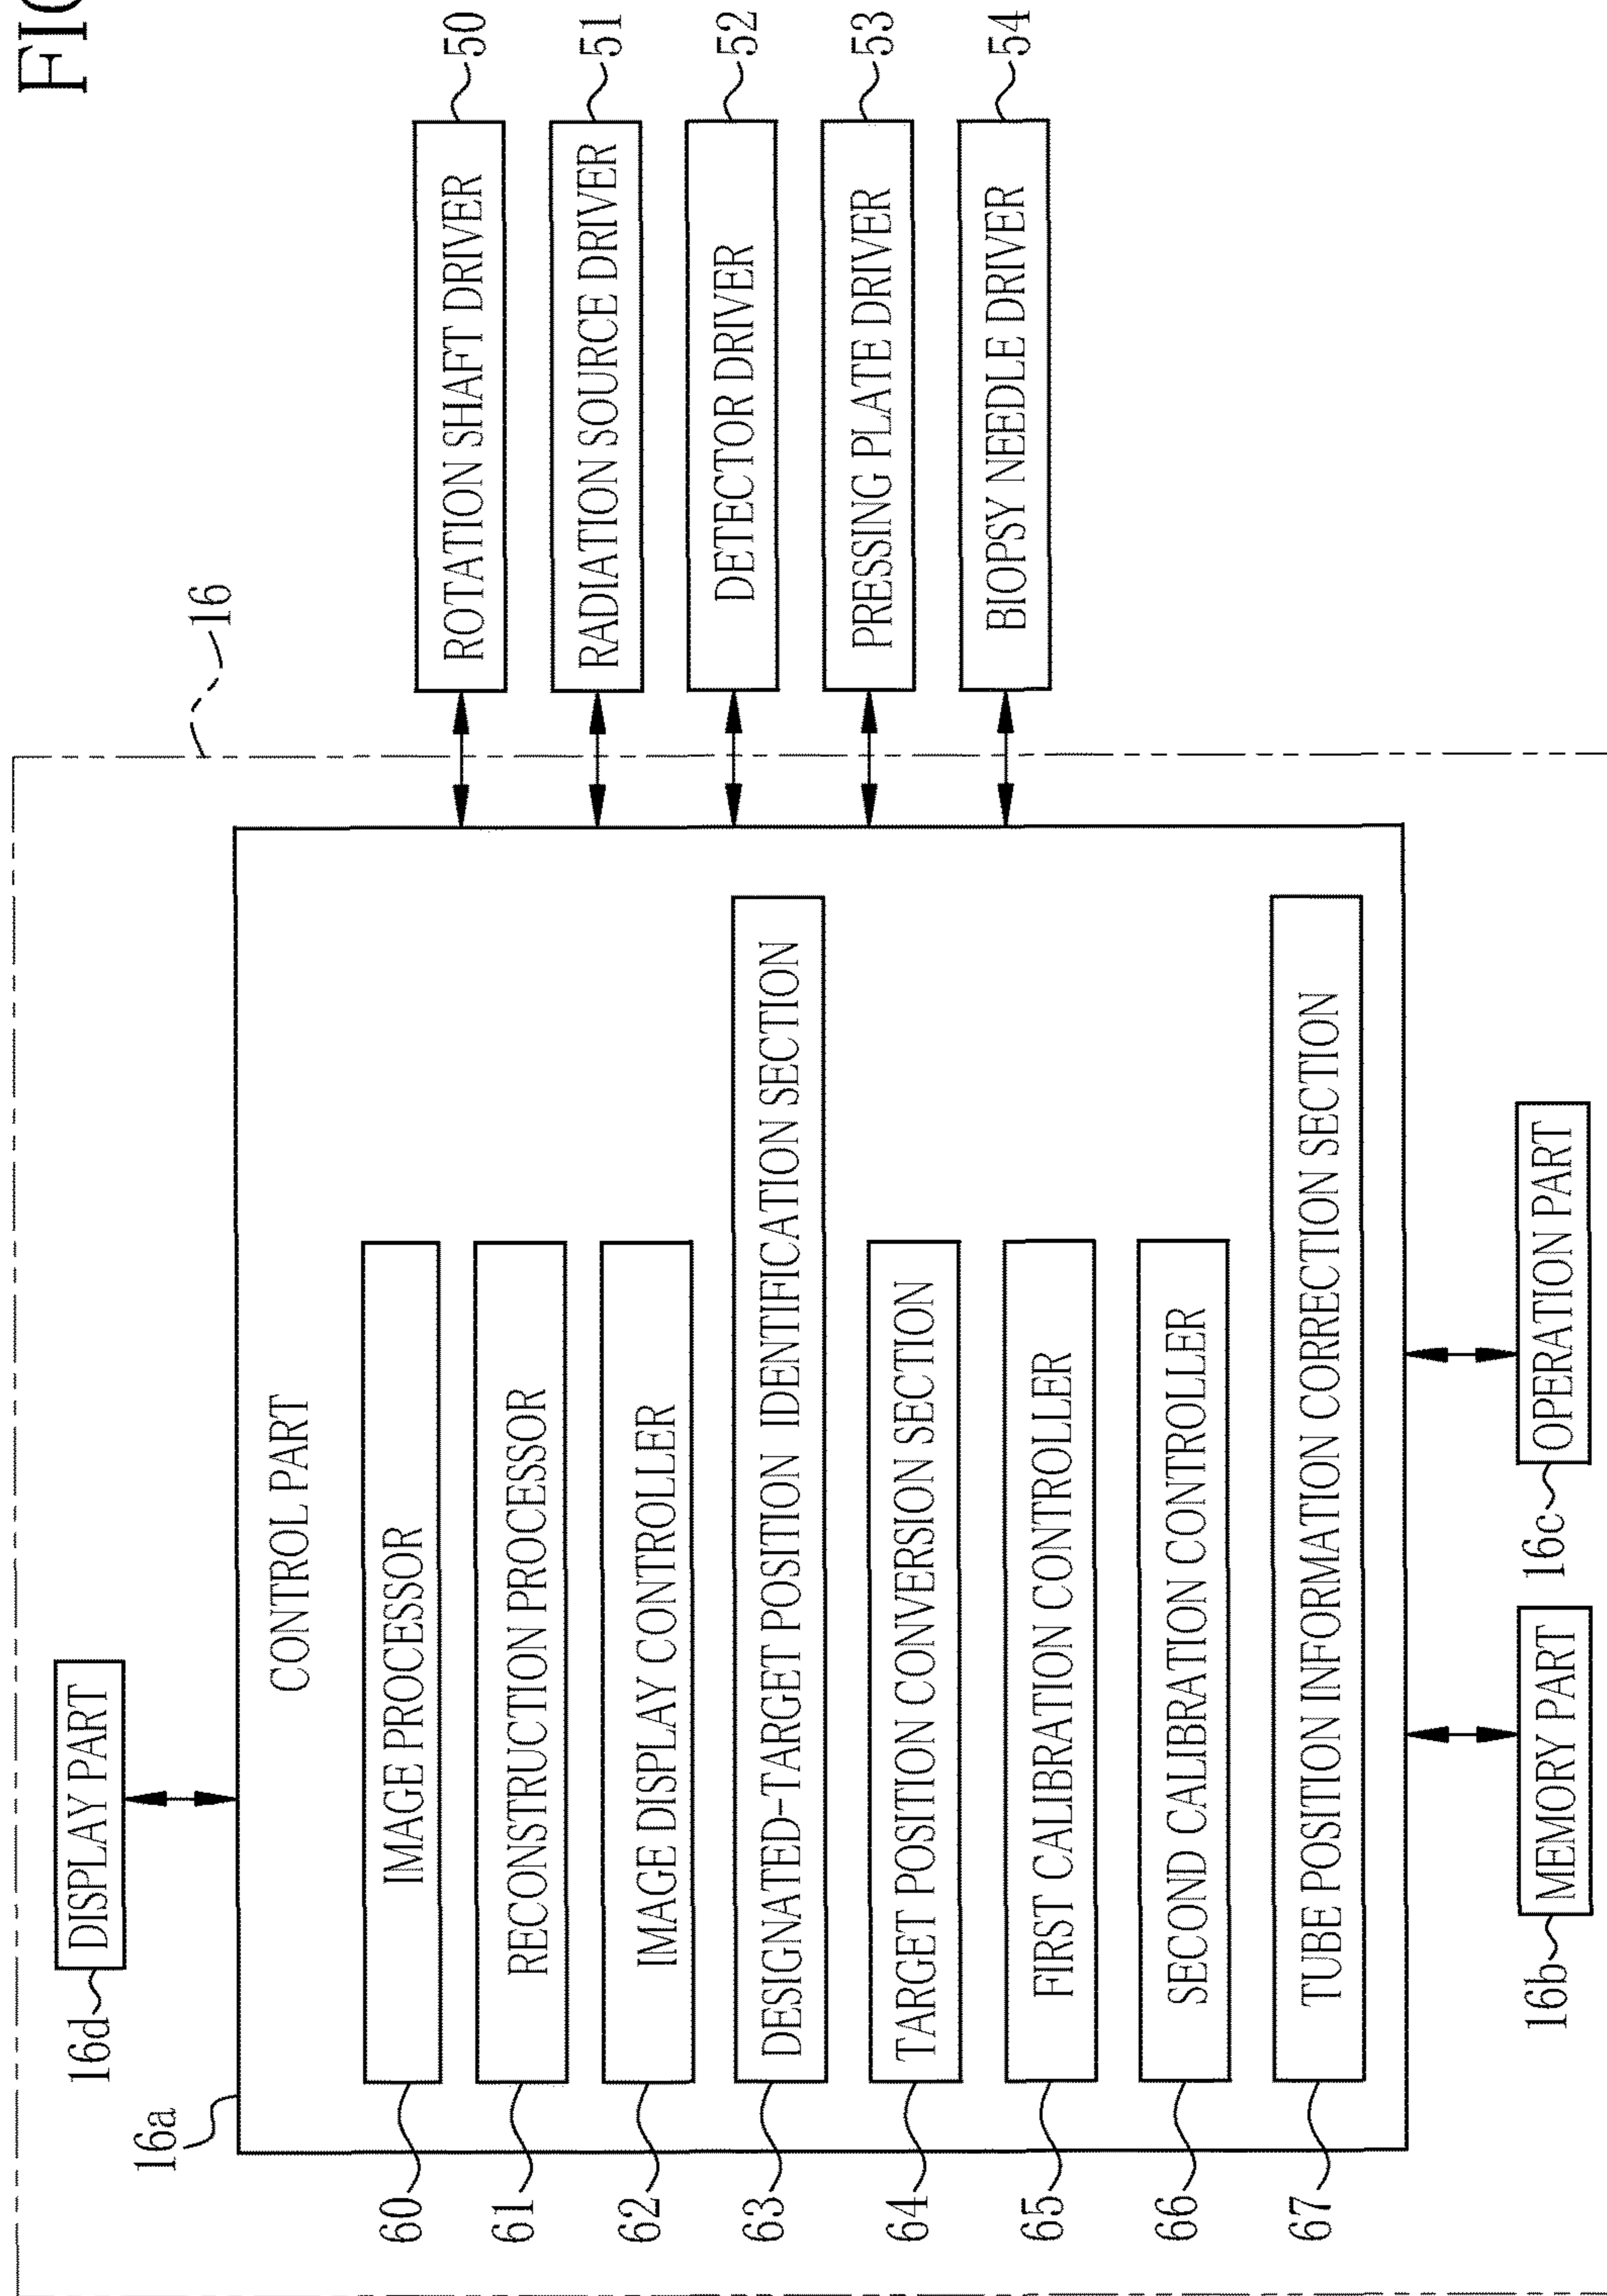 FIG
16
DISPLAY PART
16d
16a
CONTROL PART
60
IMAGE PROCESSOR
61
RECONSTRUCTION PROCESSOR
62
IMAGE DISPLAY CONTROLLER
63
DESIGNATED-TARGET POSITION IDENTIFICATION SECTION
64
TARGET POSITION CONVERSION SECTION
65
FIRST CALIBRATION CONTROLLER
66
SECOND CALIBRATION CONTROLLER
67
TUBE POSITION INFORMATION CORRECTION SECTION
16b
MEMORY PART
16c
OPERATION PART
ROTATION SHAFT DRIVER
50
RADIATION SOURCE DRIVER
51
DETECTOR DRIVER
52
PRESSING PLATE DRIVER
53
BIOPSY NEEDLE DRIVER
54